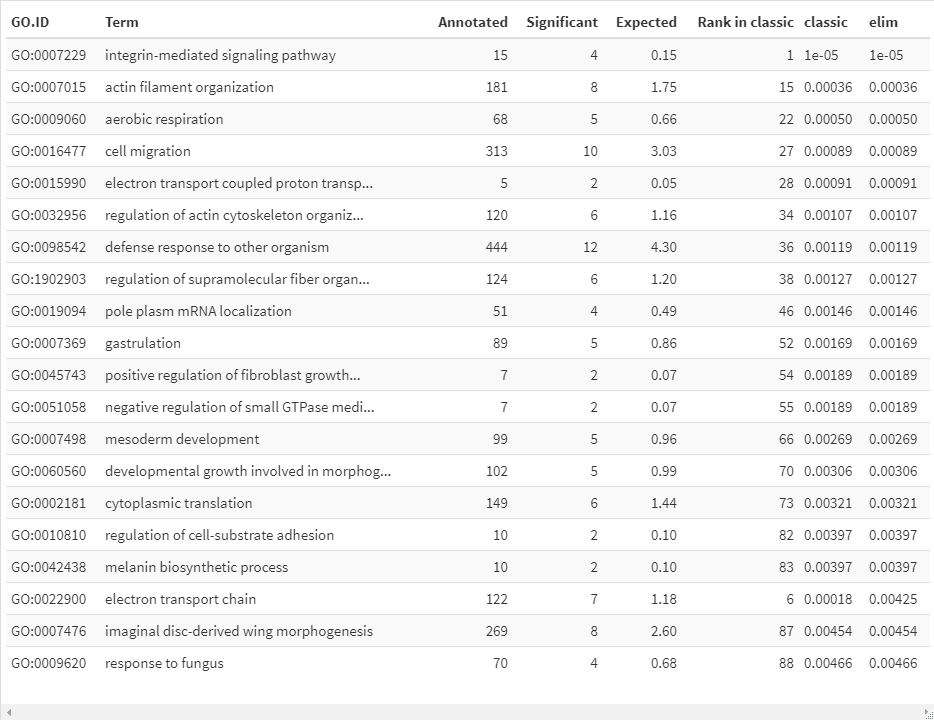 GO.ID Term Annotated Significant Expected Rank in classic classic elim
GO:0007229 integrin-mediated signaling pathway 15 4 0.15 1 1e-05 1e-05
GO:0007015 actin filament organization 181 8 1.75 15 0.00036 0.00036
GO:0009060 aerobic respiration 68 5 0.66 22 0.00050 0.00050
GO:0016477 cell migration 313 10 3.03 27 0.00089 0.00089
GO:0015990 electron transport coupled proton transp... 5 2 0.05 28 0.00091 0.00091
GO:0032956 regulation of actin cytoskeleton organiz... 120 6 1.16 34 0.00107 0.00107
GO:0098542 defense response to other organism 444 12 4.30 36 0.00119 0.00119
GO:1902903 regulation of supramolecular fiber organ... 124 6 1.20 38 0.00127 0.00127
GO:0019094 pole plasm mRNA localization 51 4 0.49 46 0.00146 0.00146
GO:0007369 gastrulation 89 5 0.86 52 0.00169 0.00169
GO:0045743 positive regulation of fibroblast growth... 7 2 0.07 54 0.00189 0.00189
GO:0051058 negative regulation of small GTPase medi... 7 2 0.07 55 0.00189 0.00189
GO:0007498 mesoderm development 99 5 0.96 66 0.00269 0.00269
GO:0060560 developmental growth involved in morphog... 102 5 0.99 70 0.00306 0.00306
GO:0002181 cytoplasmic translation 149 6 1.44 73 0.00321 0.00321
GO:0010810 regulation of cell-substrate adhesion 10 2 0.10 82 0.00397 0.00397
GO:0042438 melanin biosynthetic process 10 2 0.10 83 0.00397 0.00397
GO:0022900 electron transport chain 122 7 1.18 6 0.00018 0.00425
GO:0007476 imaginal disc-derived wing morphogenesis 269 8 2.60 87 0.00454 0.00454
GO:0009620 response to fungus 70 4 0.68 88 0.00466 0.00466